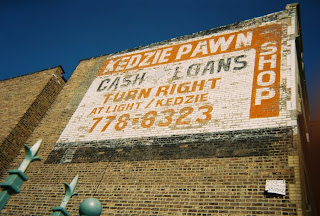 KEDZIE PAWN
SHOP
CASH LOANS
TURN RIGHT
AT LIGHT / KEDZIE
778-6323